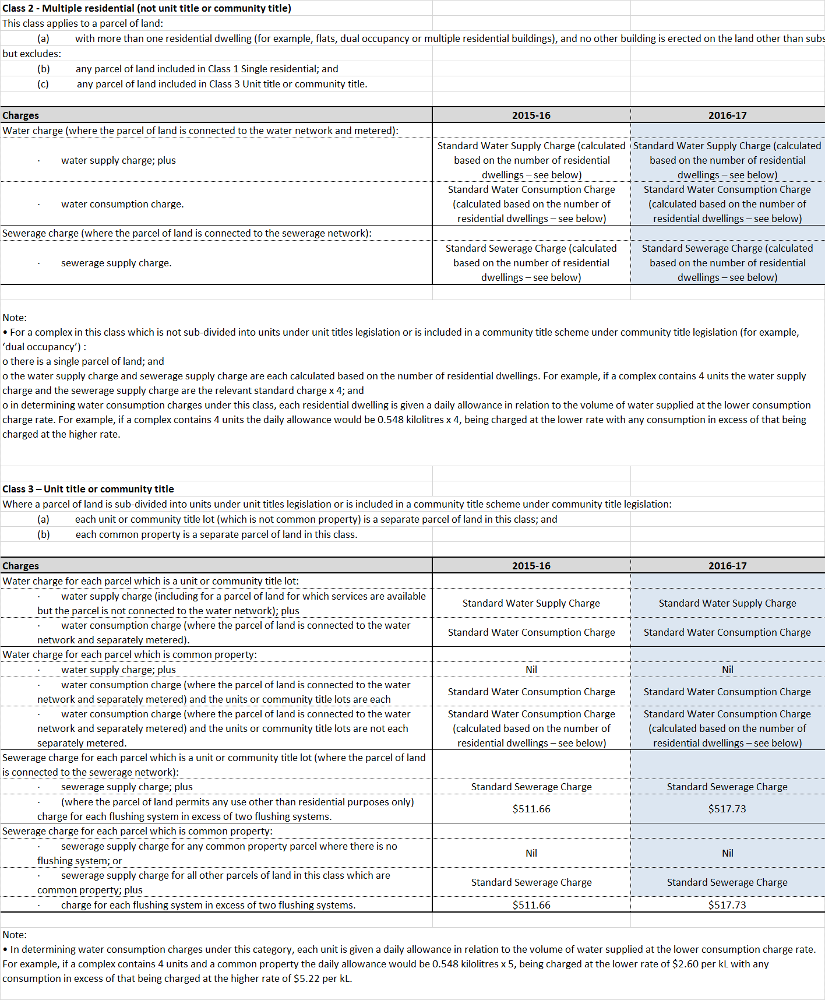 Class 2 - Multiple residential (not unit title or community title)
This class applies to a parcel of land:
(a) with more than one residential dwelling (for example, flats, dual occupancy or multiple residential buildings), and no other building is erected on the land other than subs
but excludes:
(b) any parcel of land included in Class 1 Single residential; and
(c) any parcel of land included in Class 3 Unit title or community title.
Charges 2015-16 2016-17
Water charge (where the parcel of land is connected to the water network and metered):
· water supply charge; plus
Standard Water Supply Charge (calculated
based on the number of residential
dwellings – see below)
Standard Water Supply Charge (calculated
based on the number of residential
dwellings – see below)
· water consumption charge.
Standard Water Consumption Charge
(calculated based on the number of
residential dwellings – see below)
Standard Water Consumption Charge
(calculated based on the number of
residential dwellings – see below)
Sewerage charge (where the parcel of land is connected to the sewerage network):
· sewerage supply charge.
Standard Sewerage Charge (calculated
based on the number of residential
dwellings – see below)
Standard Sewerage Charge (calculated
based on the number of residential
dwellings – see below)
Note:
• For a complex in this class which is not sub-divided into units under unit titles legislation or is included in a community title scheme under community title legislation (for example,
‘dual occupancy’) :
o there is a single parcel of land; and
o the water supply charge and sewerage supply charge are each calculated based on the number of residential dwellings. For example, if a complex contains 4 units the water supply
charge and the sewerage supply charge are the relevant standard charge x 4; and
o in determining water consumption charges under this class, each residential dwelling is given a daily allowance in relation to the volume of water supplied at the lower consumption
charge rate. For example, if a complex contains 4 units the daily allowance would be 0.548 kilolitres x 4, being charged at the lower rate with any consumption in excess of that being
charged at the higher rate.
Class 3 – Unit title or community title
Where a parcel of land is sub-divided into units under unit titles legislation or is included in a community title scheme under community title legislation:
(a) each unit or community title lot (which is not common property) is a separate parcel of land in this class; and
(b) each common property is a separate parcel of land in this class.
Charges 2015-16 2016-17
Water charge for each parcel which is a unit or community title lot:
· water supply charge (including for a parcel of land for which services are available
but the parcel is not connected to the water network); plus
Standard Water Supply Charge
Standard Water Supply Charge
· water consumption charge (where the parcel of land is connected to the water
network and separately metered).
Standard Water Consumption Charge
Standard Water Consumption Charge
Water charge for each parcel which is common property:
· water supply charge; plus Nil Nil
· water consumption charge (where the parcel of land is connected to the water
network and separately metered) and the units or community title lots are each
Standard Water Consumption Charge
Standard Water Consumption Charge
· water consumption charge (where the parcel of land is connected to the water
network and separately metered) and the units or community title lots are not each
separately metered.
Standard Water Consumption Charge
(calculated based on the number of
residential dwellings – see below)
Standard Water Consumption Charge
(calculated based on the number of
residential dwellings – see below)
Sewerage charge for each parcel which is a unit or community title lot (where the parcel of land
is connected to the sewerage network):
· sewerage supply charge; plus Standard Sewerage Charge Standard Sewerage Charge
· (where the parcel of land permits any use other than residential purposes only)
charge for each flushing system in excess of two flushing systems.
$511.66 $517.73
Sewerage charge for each parcel which is common property:
· sewerage supply charge for any common property parcel where there is no
flushing system; or
Nil Nil
· sewerage supply charge for all other parcels of land in this class which are
common property; plus
Standard Sewerage Charge Standard Sewerage Charge
· charge for each flushing system in excess of two flushing systems. $511.66 $517.73
Note:
• In determining water consumption charges under this category, each unit is given a daily allowance in relation to the volume of water supplied at the lower consumption charge rate.
For example, if a complex contains 4 units and a common property the daily allowance would be 0.548 kilolitres x 5, being charged at the lower rate of $2.60 per kL with any
consumption in excess of that being charged at the higher rate of $5.22 per kL.